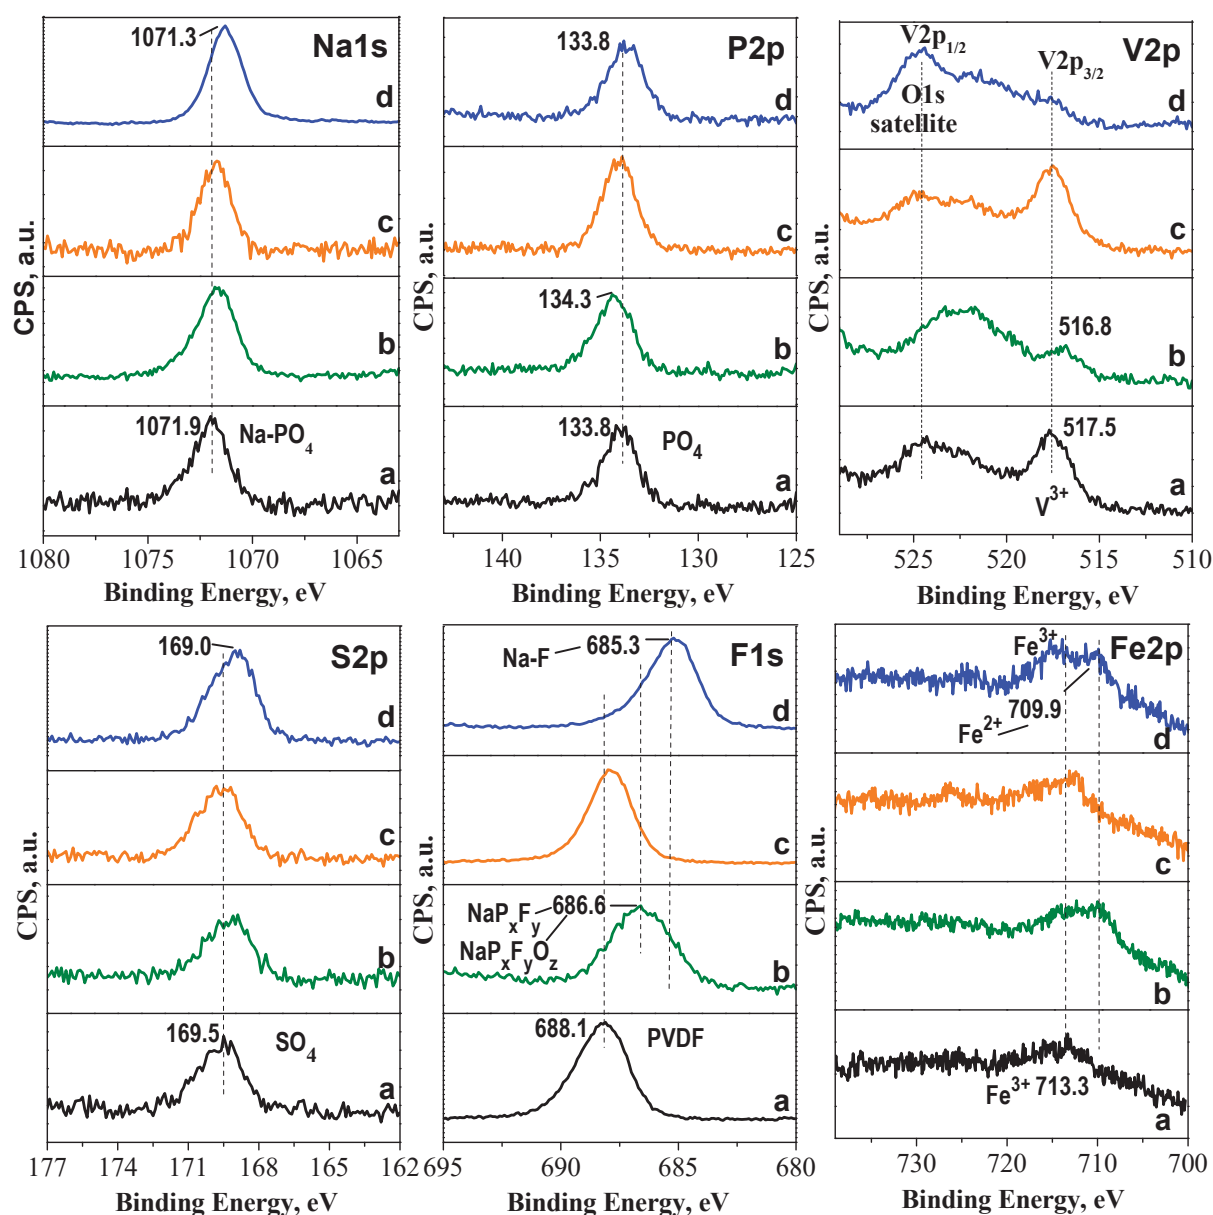 1071.3
Na1s
d
c
b
1071.9
Na-PO4
a
CPS, a.u.
1080 1075 1070 1065
Binding Energy, eV
133.8
P2p
d
c
134.3
b
133.8
PO4
a
CPS, a.u.
140 135 130 125
Binding Energy, eV
V2p1/2
V2p3/2
V2p
O1s
satellite
d
c
516.8
b
517.5
V3+
a
CPS, a.u.
525 520 515 510
Binding Energy, eV
169.0
S2p
d
c
b
169.5
SO4
a
CPS, a.u.
177 174 171 168 165 162
Binding Energy, eV
Na-F
685.3
F1s
d
c
NaPxFy
686.6
NaPxFyOz
b
688.1
PVDF
a
CPS, a.u.
695 690 685 680
Binding Energy, eV
Fe3+
Fe2p
709.9
Fe2+
d
c
b
Fe3+ 713.3
a
CPS, a.u.
730 720 710 700
Binding Energy, eV